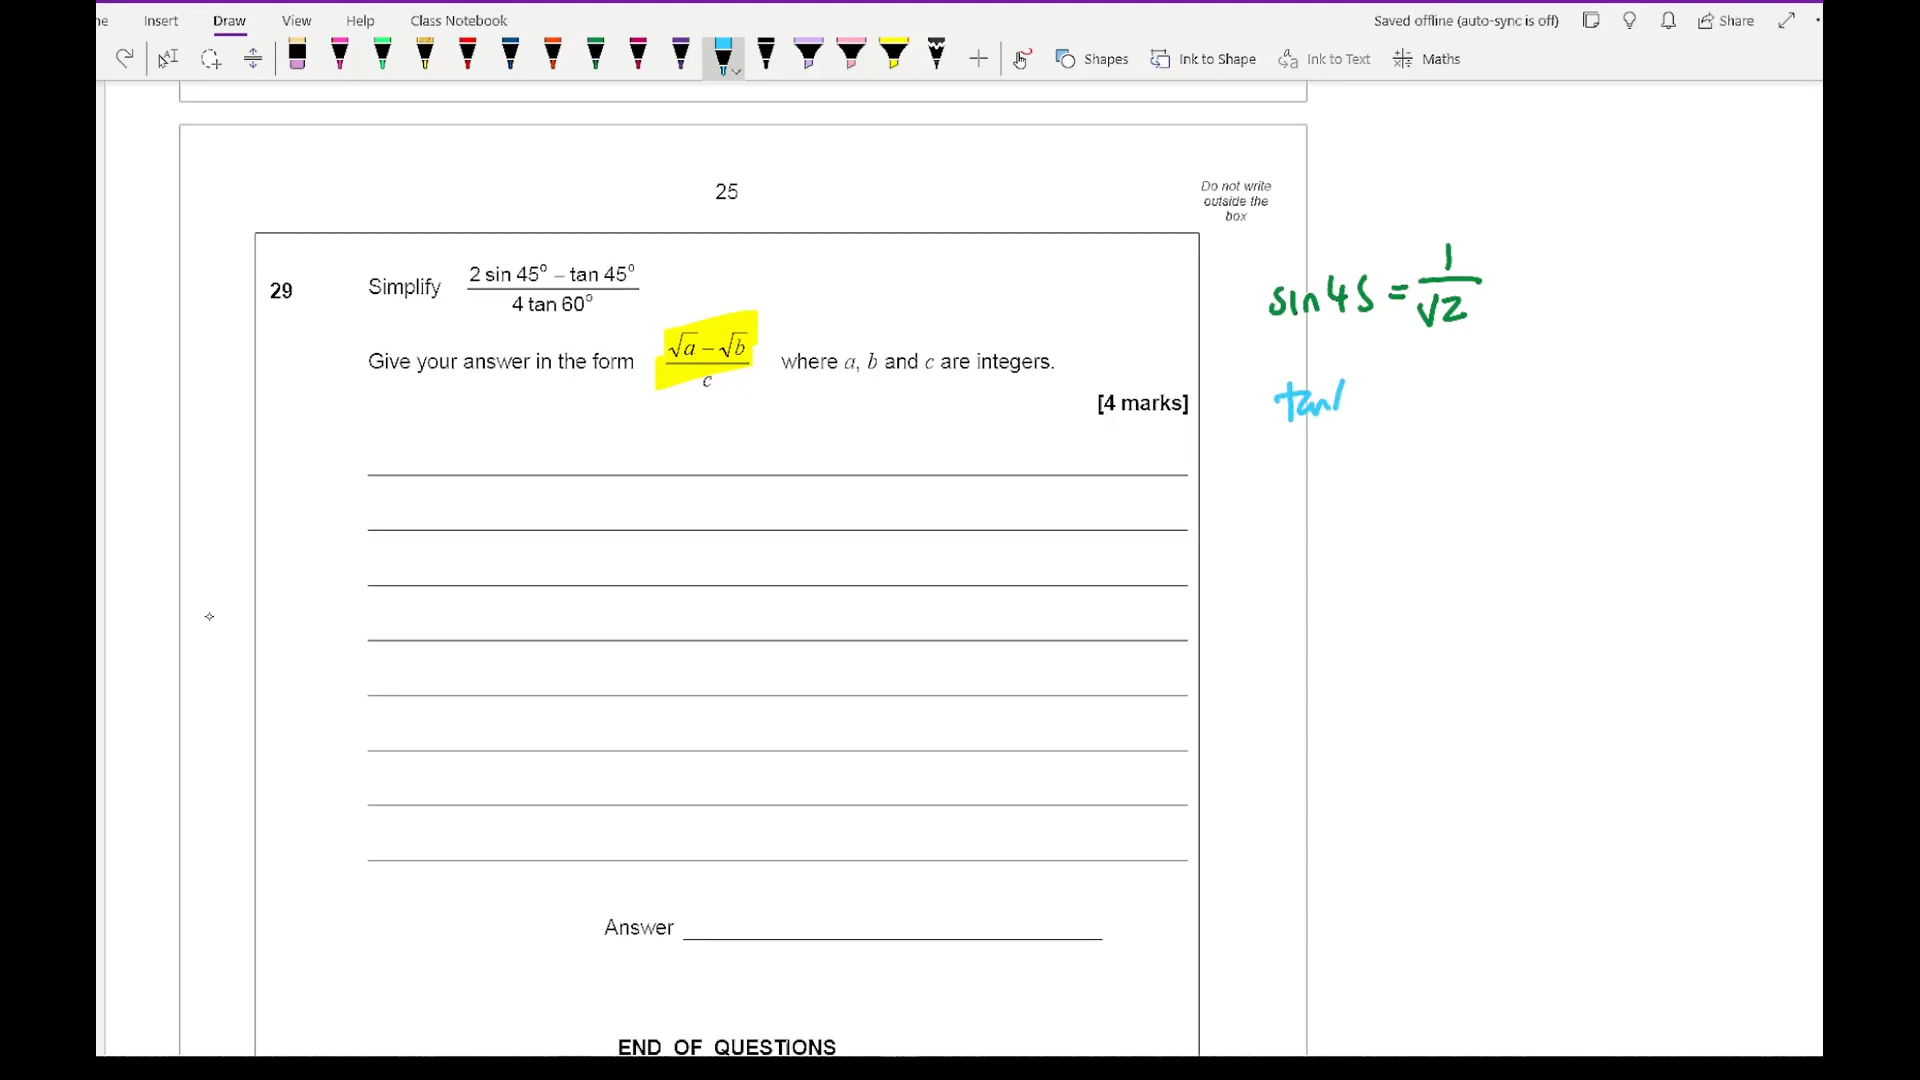 Insert Draw View Help Class Notebook Saved offline (auto-sync is off) Share
Shapes Ink to Shape Ink to Text Maths
25
Do not write
outside the
box
29 Simplify (2 sin 45° – tan 45°)/(4 tan 60°)
sin 45 = 1/√2
Give your answer in the form (√a – √b)/c where a, b and c are integers.
[4 marks]
tan
Answer
END OF QUESTIONS